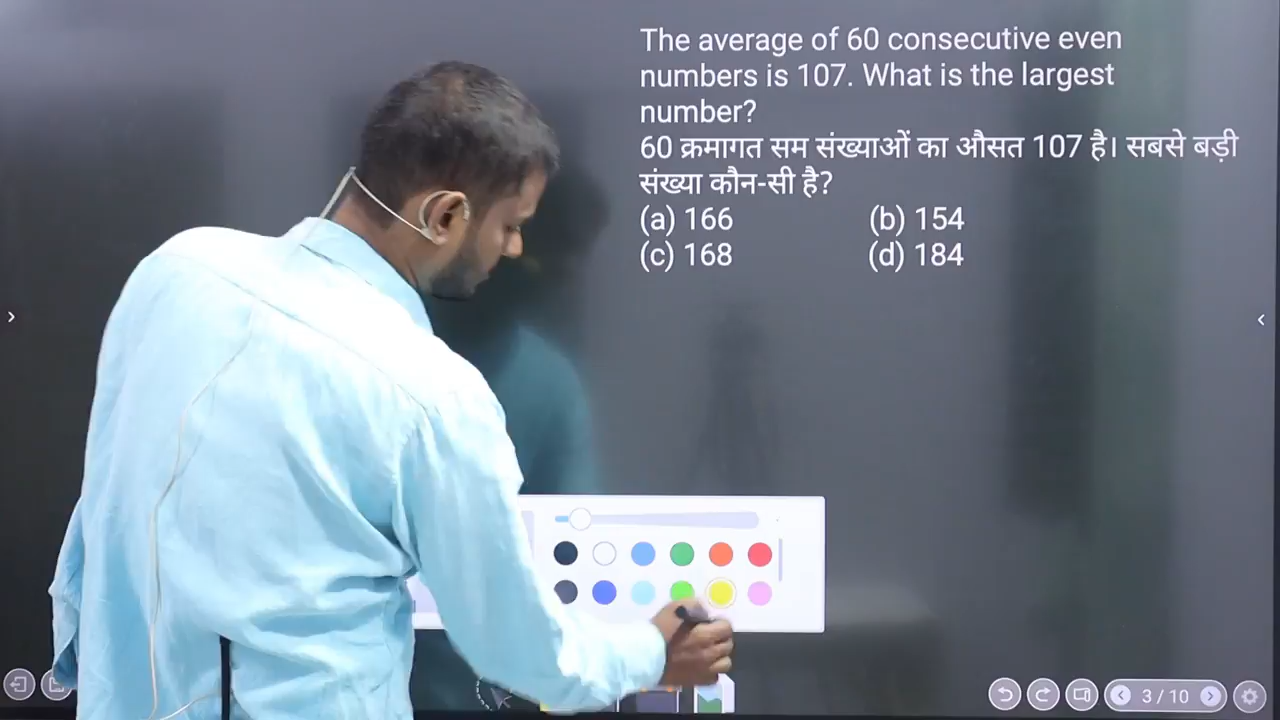 The average of 60 consecutive even
numbers is 107. What is the largest
number?
60 क्रमागत सम संख्याओं का औसत 107 है। सबसे बड़ी
संख्या कौन-सी है?
(a) 166 (b) 154
(c) 168 (d) 184
3 / 10